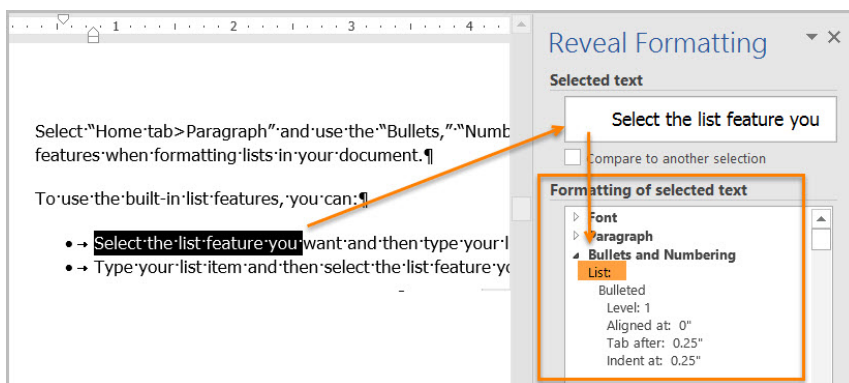 1 2 3 4
Select "Home tab>Paragraph" and use the "Bullets," "Numb
features when formatting lists in your document.¶
To use the built-in list features, you can:¶
• → Select the list feature you want and then type your l
• → Type your list item and then select the list feature yo
Reveal Formatting
Selected text
Select the list feature you
Compare to another selection
Formatting of selected text
Font
Paragraph
Bullets and Numbering
List:
Bulleted
Level: 1
Aligned at: 0"
Tab after: 0.25"
Indent at: 0.25"